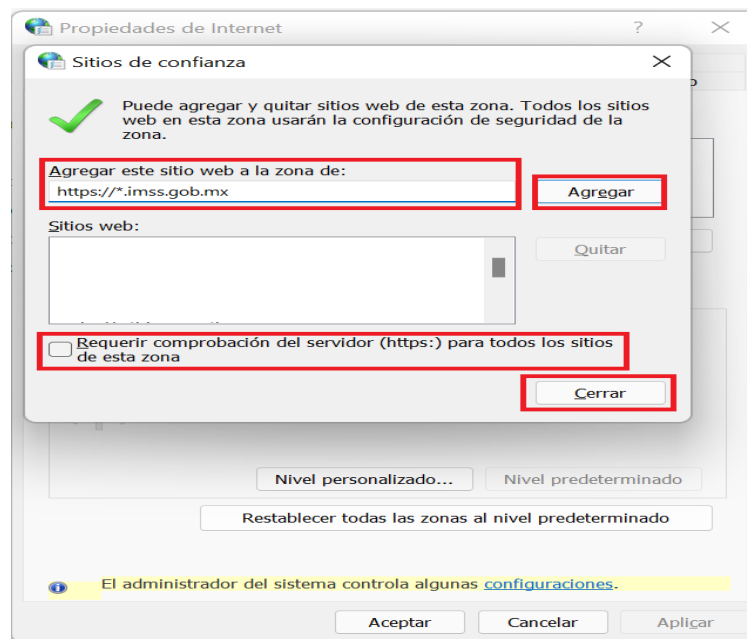 Propiedades de Internet
?
Sitios de confianza
Puede agregar y quitar sitios web de esta zona. Todos los sitios
web en esta zona usarán la configuración de seguridad de la
zona.
Agregar este sitio web a la zona de:
https://*.imss.gob.mx
Agregar
Sitios web:
Quitar
Requerir comprobación del servidor (https:) para todos los sitios
de esta zona
Cerrar
Nivel personalizado...
Nivel predeterminado
Restablecer todas las zonas al nivel predeterminado
El administrador del sistema controla algunas configuraciones.
Aceptar
Cancelar
Aplicar